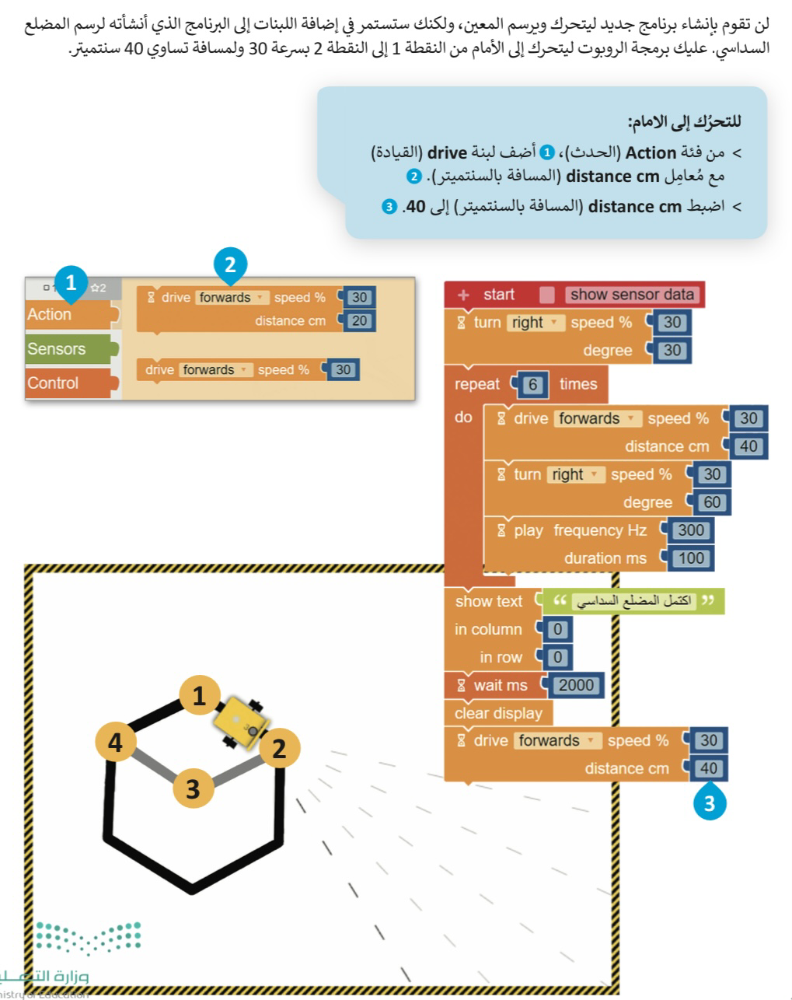 لن تقوم بإنشاء برنامج جديد ليتحرك ويرسم المعين، ولكنك ستستمر في إضافة اللبنات إلى البرنامج الذي أنشأته لرسم المضلع
السداسي. عليك برمجة الروبوت ليتحرك إلى الأمام من النقطة 1 إلى النقطة 2 بسرعة 30 ولمسافة تساوي 40 سنتميتر.
للتحرُك إلى الامام:
> من فئة Action (الحدث)، 1 أضف لبنة drive (القيادة)
مع مُعامِل distance cm (المسافة بالسنتميتر). 2
> اضبط distance cm (المسافة بالسنتميتر) إلى 40. 3
1
2
☆2
Action
Sensors
Control
drive forwards speed % 30
distance cm 20
drive forwards speed % 30
+ start show sensor data
turn right speed % 30
degree 30
repeat 6 times
do drive forwards speed % 30
distance cm 40
turn right speed % 30
degree 60
play frequency Hz 300
duration ms 100
show text “ اكتمل المضلع السداسي ”
in column 0
in row 0
wait ms 2000
clear display
drive forwards speed % 30
distance cm 40
3
1
2
4
3
وزارة التعليم